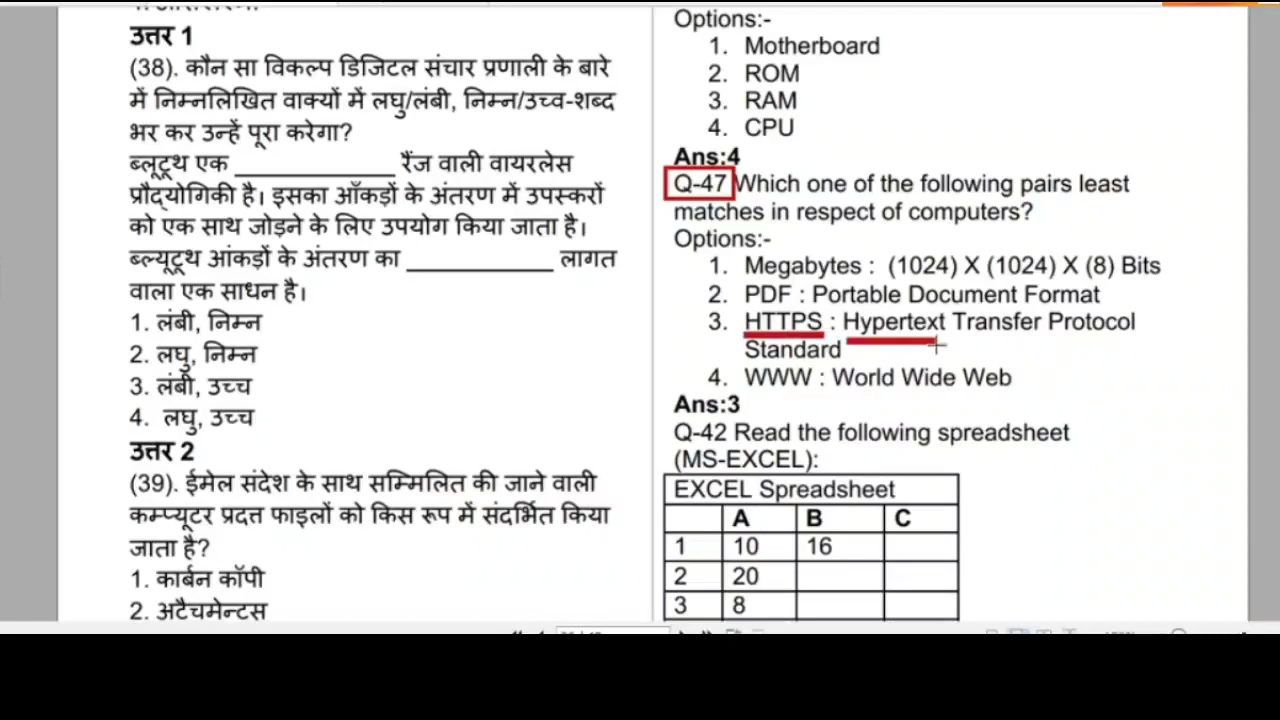 उत्तर 1
(38). कौन सा विकल्प डिजिटल संचार प्रणाली के बारे
में निम्नलिखित वाक्यों में लघु/लंबी, निम्न/उच्च-शब्द
भर कर उन्हें पूरा करेगा?
ब्लूटूथ एक _____________ रैंज वाली वायरलेस
प्रौद्योगिकी है। इसका ऑकड़ों के अंतरण में उपस्करों
को एक साथ जोड़ने के लिए उपयोग किया जाता है।
ब्ल्यूटूथ आंकड़ों के अंतरण का ____________ लागत
वाला एक साधन है।
1. लंबी, निम्न
2. लघु, निम्न
3. लंबी, उच्च
4. लघु, उच्च
उत्तर 2
(39). ईमेल संदेश के साथ सम्मिलित की जाने वाली
कम्प्यूटर प्रदत्त फाइलों को किस रूप में संदर्भित किया
जाता है?
1. कार्बन कॉपी
2. अटैचमेन्टस
Options:-
1. Motherboard
2. ROM
3. RAM
4. CPU
Ans:4
Q-47 Which one of the following pairs least
matches in respect of computers?
Options:-
1. Megabytes : (1024) X (1024) X (8) Bits
2. PDF : Portable Document Format
3. HTTPS : Hypertext Transfer Protocol
Standard
4. WWW : World Wide Web
Ans:3
Q-42 Read the following spreadsheet
(MS-EXCEL):
EXCEL Spreadsheet
A B C
1 10 16
2 20
3 8